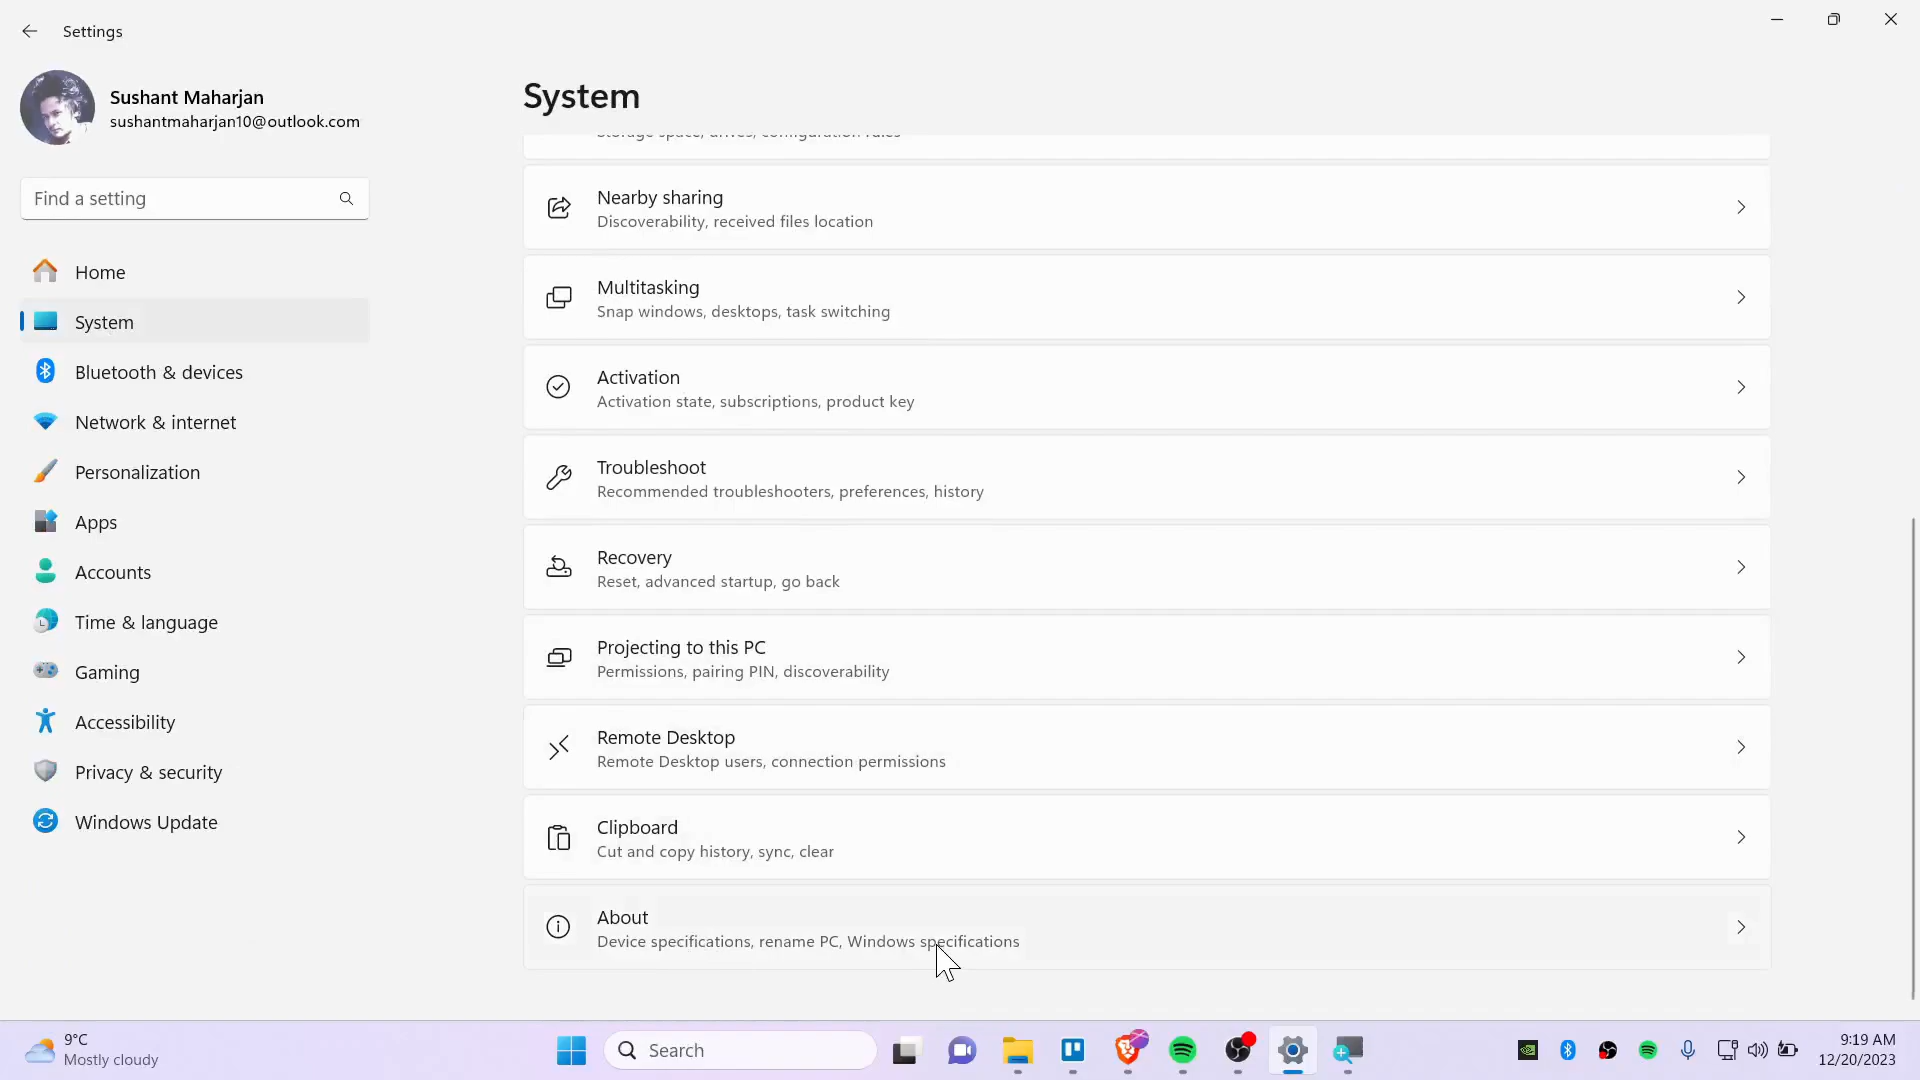 Settings
Sushant Maharjan
sushantmaharjan10@outlook.com
Find a setting
Home
System
Bluetooth & devices
Network & internet
Personalization
Apps
Accounts
Time & language
Gaming
Accessibility
Privacy & security
Windows Update
System
Storage space, drives, configuration rules
Nearby sharing
Discoverability, received files location
Multitasking
Snap windows, desktops, task switching
Activation
Activation state, subscriptions, product key
Troubleshoot
Recommended troubleshooters, preferences, history
Recovery
Reset, advanced startup, go back
Projecting to this PC
Permissions, pairing PIN, discoverability
Remote Desktop
Remote Desktop users, connection permissions
Clipboard
Cut and copy history, sync, clear
About
Device specifications, rename PC, Windows specifications
9°C
Mostly cloudy
Search
9:19 AM
12/20/2023